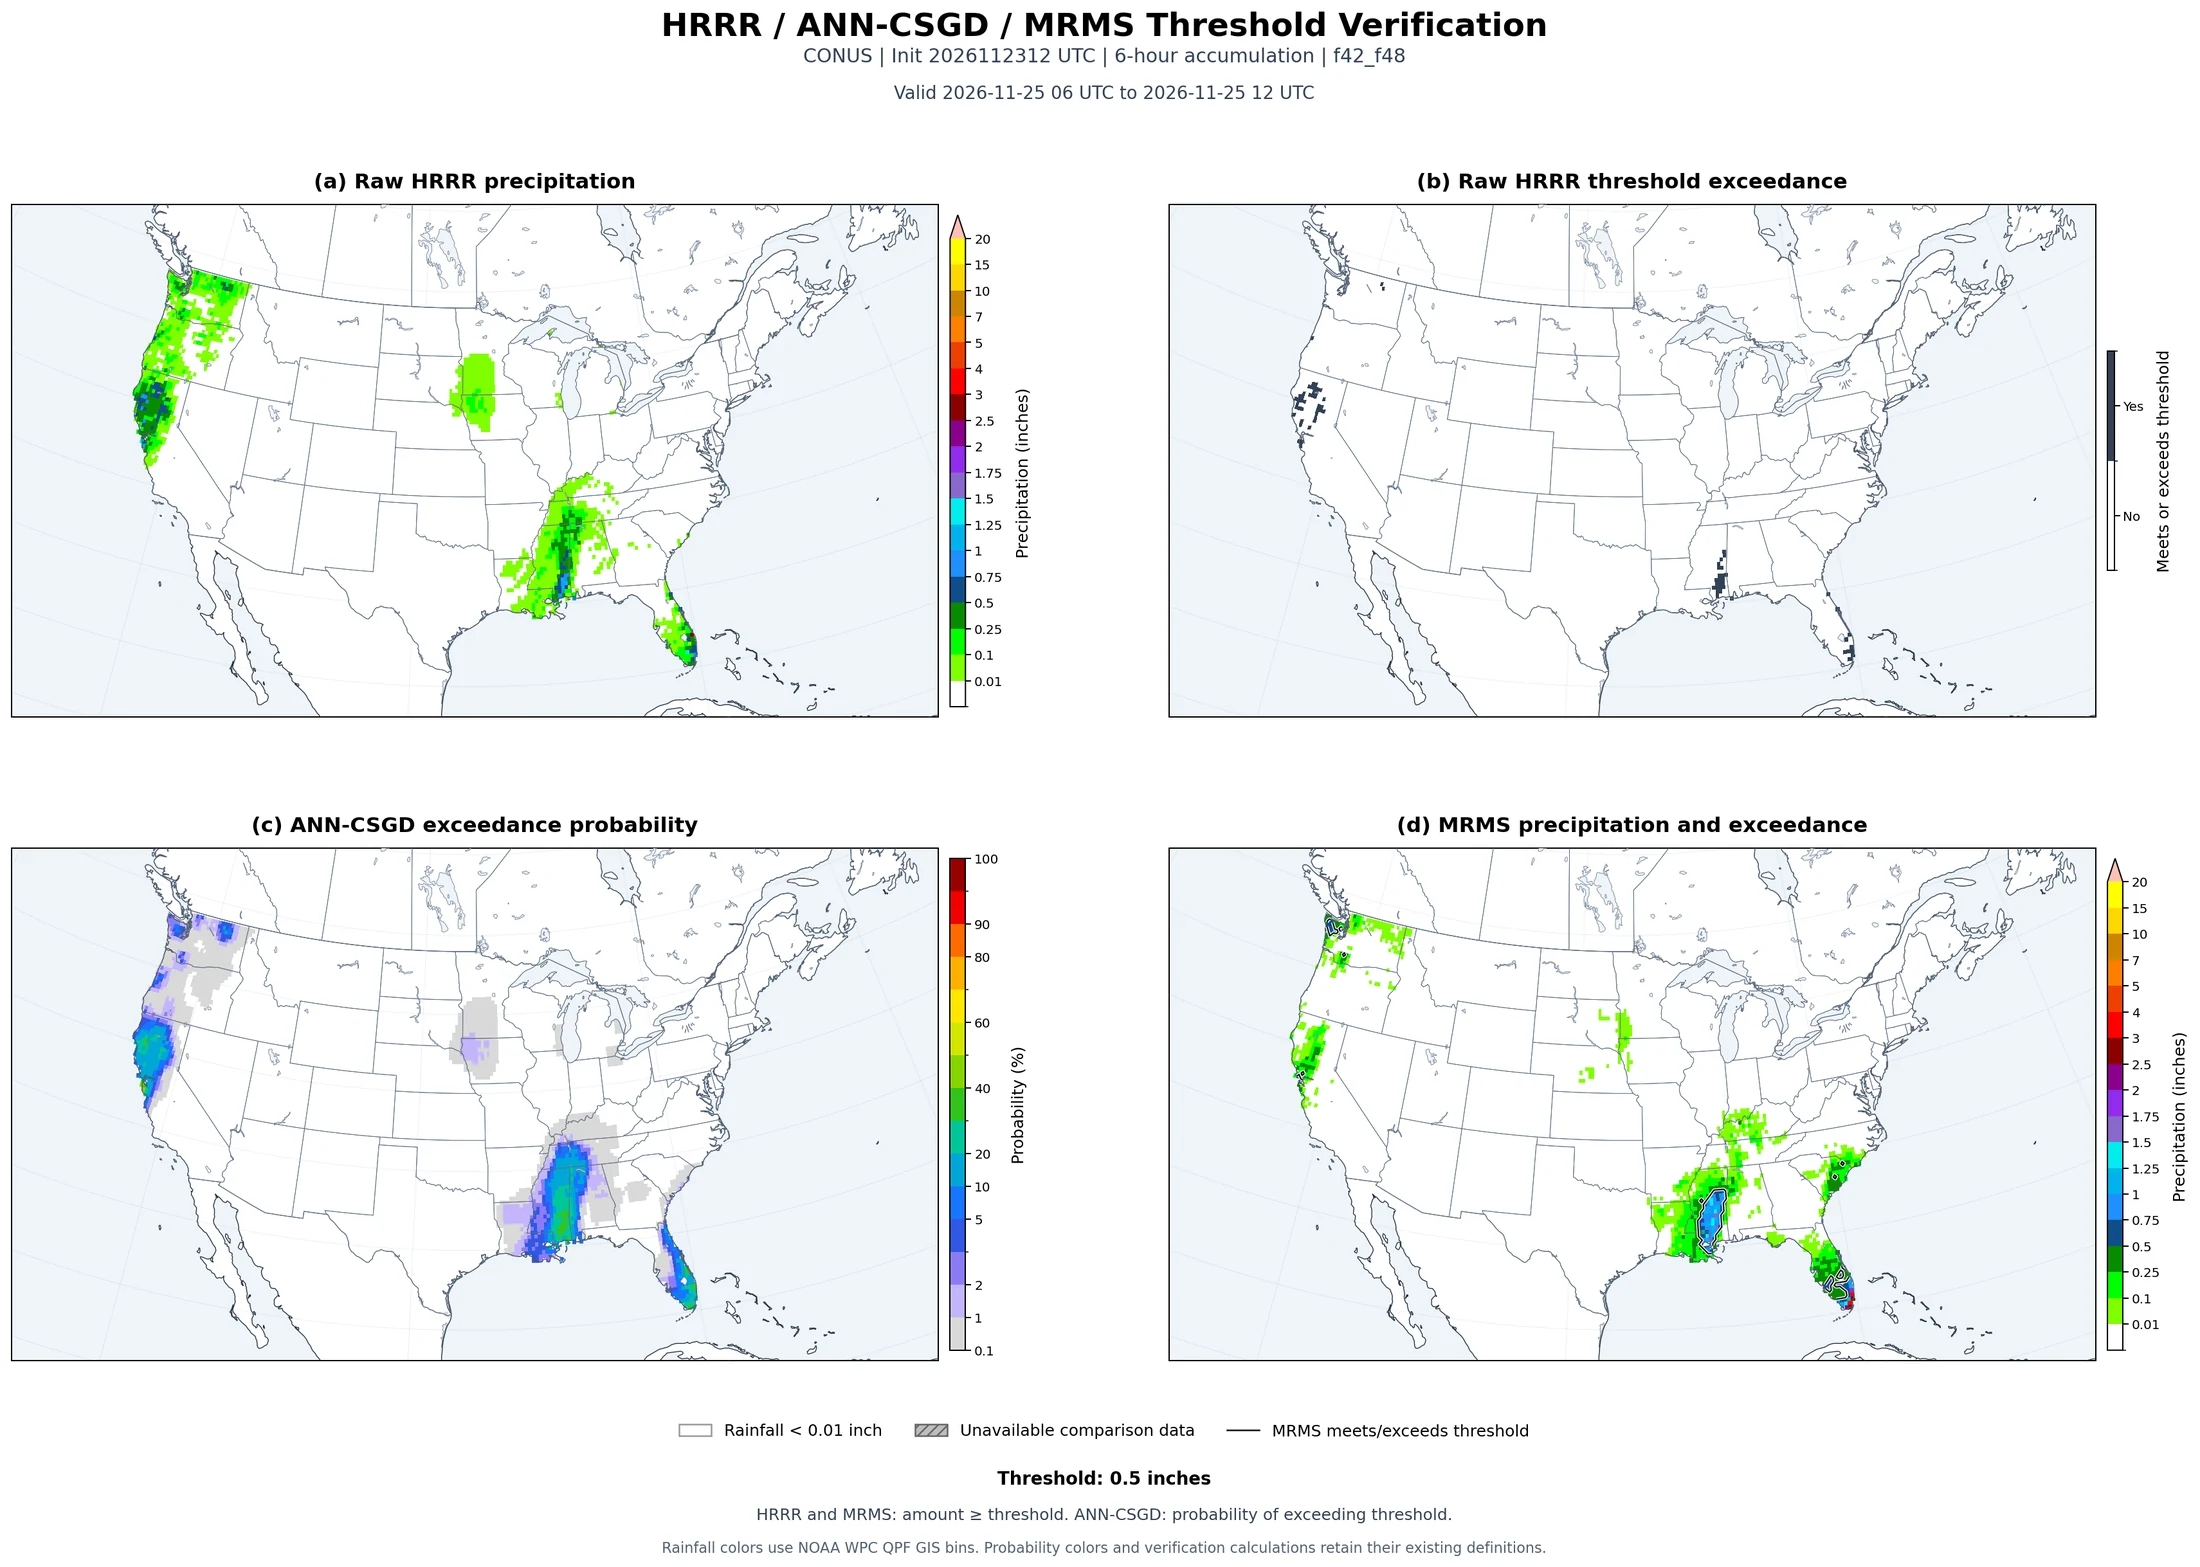 HRRR / ANN-CSGD / MRMS Threshold Verification
CONUS | Init 2026112312 UTC | 6-hour accumulation | f42_f48
Valid 2026-11-25 06 UTC to 2026-11-25 12 UTC
(a) Raw HRRR precipitation
20
15
10
7
5
4
3
2.5
2
1.75
1.5
1.25
1
0.75
0.5
0.25
0.1
0.01
Precipitation (inches)
(b) Raw HRRR threshold exceedance
Yes
No
Meets or exceeds threshold
(c) ANN-CSGD exceedance probability
100
90
80
60
40
20
10
5
2
1
0.1
Probability (%)
(d) MRMS precipitation and exceedance
20
15
10
7
5
4
3
2.5
2
1.75
1.5
1.25
1
0.75
0.5
0.25
0.1
0.01
Precipitation (inches)
Rainfall < 0.01 inch
Unavailable comparison data
MRMS meets/exceeds threshold
Threshold: 0.5 inches
HRRR and MRMS: amount ≥ threshold. ANN-CSGD: probability of exceeding threshold.
Rainfall colors use NOAA WPC QPF GIS bins. Probability colors and verification calculations retain their existing definitions.